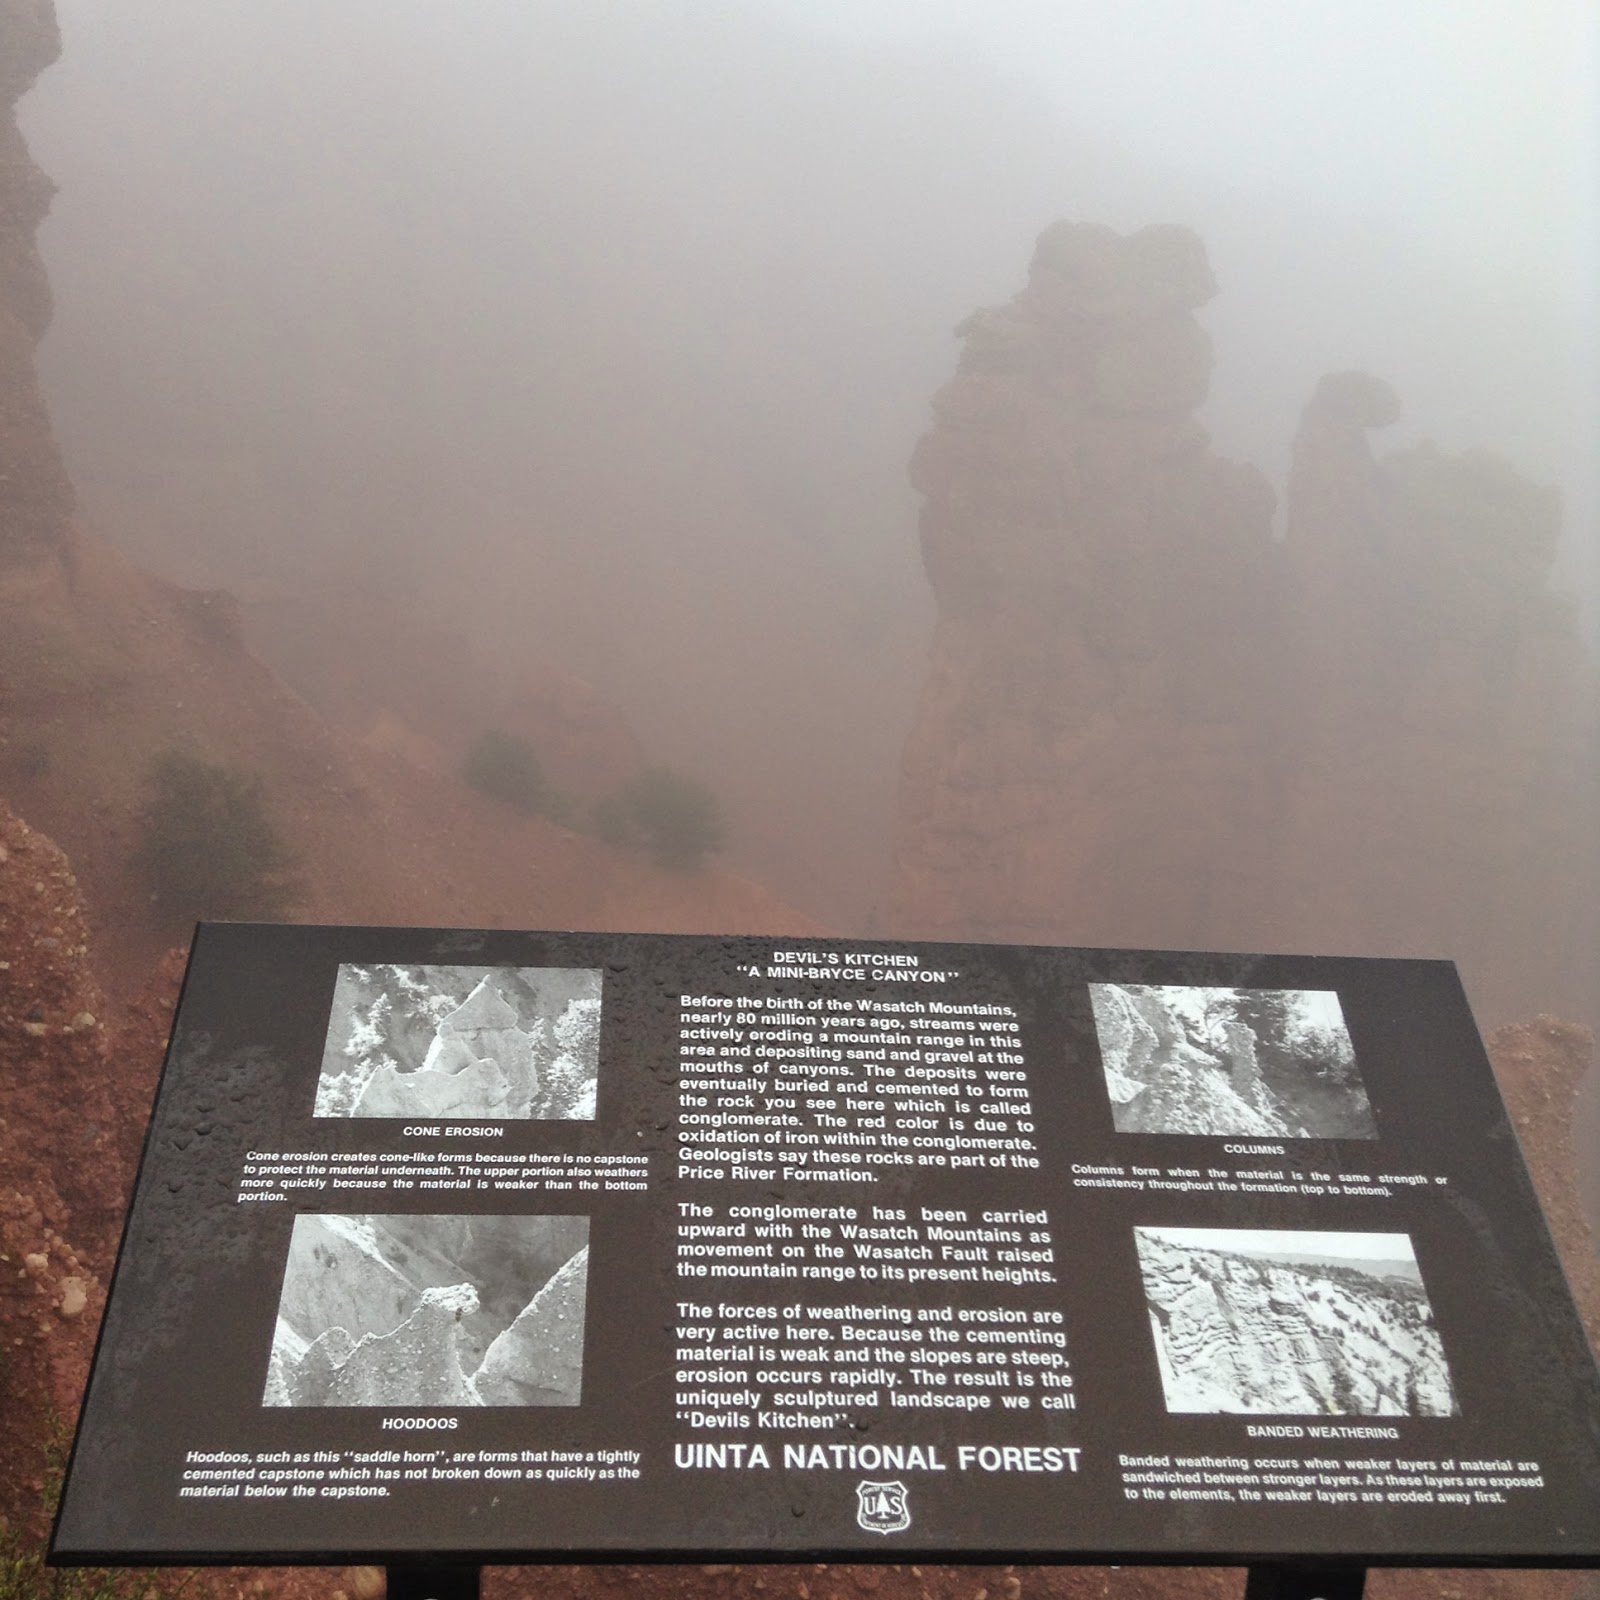 DEVIL'S KITCHEN
"A MINI-BRYCE CANYON"
Before the birth of the Wasatch Mountains,
nearly 80 million years ago, streams were
actively eroding a mountain range in this
area and depositing sand and gravel at the
mouths of canyons. The deposits were
eventually buried and cemented to form
the rock you see here which is called
conglomerate. The red color is due to
oxidation of iron within the conglomerate.
Geologists say these rocks are part of the
Price River Formation.
The conglomerate has been carried
upward with the Wasatch Mountains as
movement on the Wasatch Fault raised
the mountain range to its present heights.
The forces of weathering and erosion are
very active here. Because the cementing
material is weak and the slopes are steep,
erosion occurs rapidly. The result is the
uniquely sculptured landscape we call
"Devils Kitchen".
UINTA NATIONAL FOREST
FOREST SERVICE
U S
CONE EROSION
Cone erosion creates cone-like forms because there is no capstone
to protect the material underneath. The upper portion also weathers
more quickly because the material is weaker than the bottom
portion.
HOODOOS
Hoodoos, such as this "saddle horn", are forms that have a tightly
cemented capstone which has not broken down as quickly as the
material below the capstone.
COLUMNS
Columns form when the material is the same strength or
consistency throughout the formation (top to bottom).
BANDED WEATHERING
Banded weathering occurs when weaker layers of material are
sandwiched between stronger layers. As these layers are exposed
to the elements, the weaker layers are eroded away first.